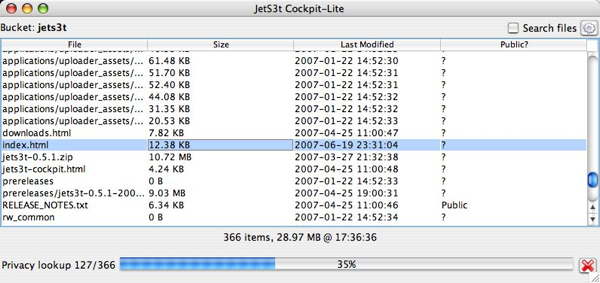 JetS3t Cockpit-Lite
Bucket: jets3t Search files
File Size Last Modified Public?
applications/uploader_assets/... 61.48 KB 2007-01-22 14:52:30 ?
applications/uploader_assets/... 51.70 KB 2007-01-22 14:52:31 ?
applications/uploader_assets/... 52.40 KB 2007-01-22 14:52:31 ?
applications/uploader_assets/... 44.08 KB 2007-01-22 14:52:32 ?
applications/uploader_assets/... 31.35 KB 2007-01-22 14:52:32 ?
applications/uploader_assets/... 20.53 KB 2007-01-22 14:52:33 ?
downloads.html 7.82 KB 2007-04-25 11:00:47 ?
index.html 12.38 KB 2007-06-19 23:31:04 ?
jets3t-0.5.1.zip 10.72 MB 2007-03-27 21:32:38 ?
jets3t-cockpit.html 4.24 KB 2007-04-25 11:00:48 ?
prereleases 0 B 2007-01-22 14:52:33 ?
prereleases/jets3t-0.5.1-200... 9.03 MB 2007-04-25 19:00:31 ?
RELEASE_NOTES.txt 6.34 KB 2007-04-25 11:00:46 Public
rw_common 0 B 2007-01-22 14:52:34 ?
366 items, 28.97 MB @ 17:36:36
Privacy lookup 127/366 35%